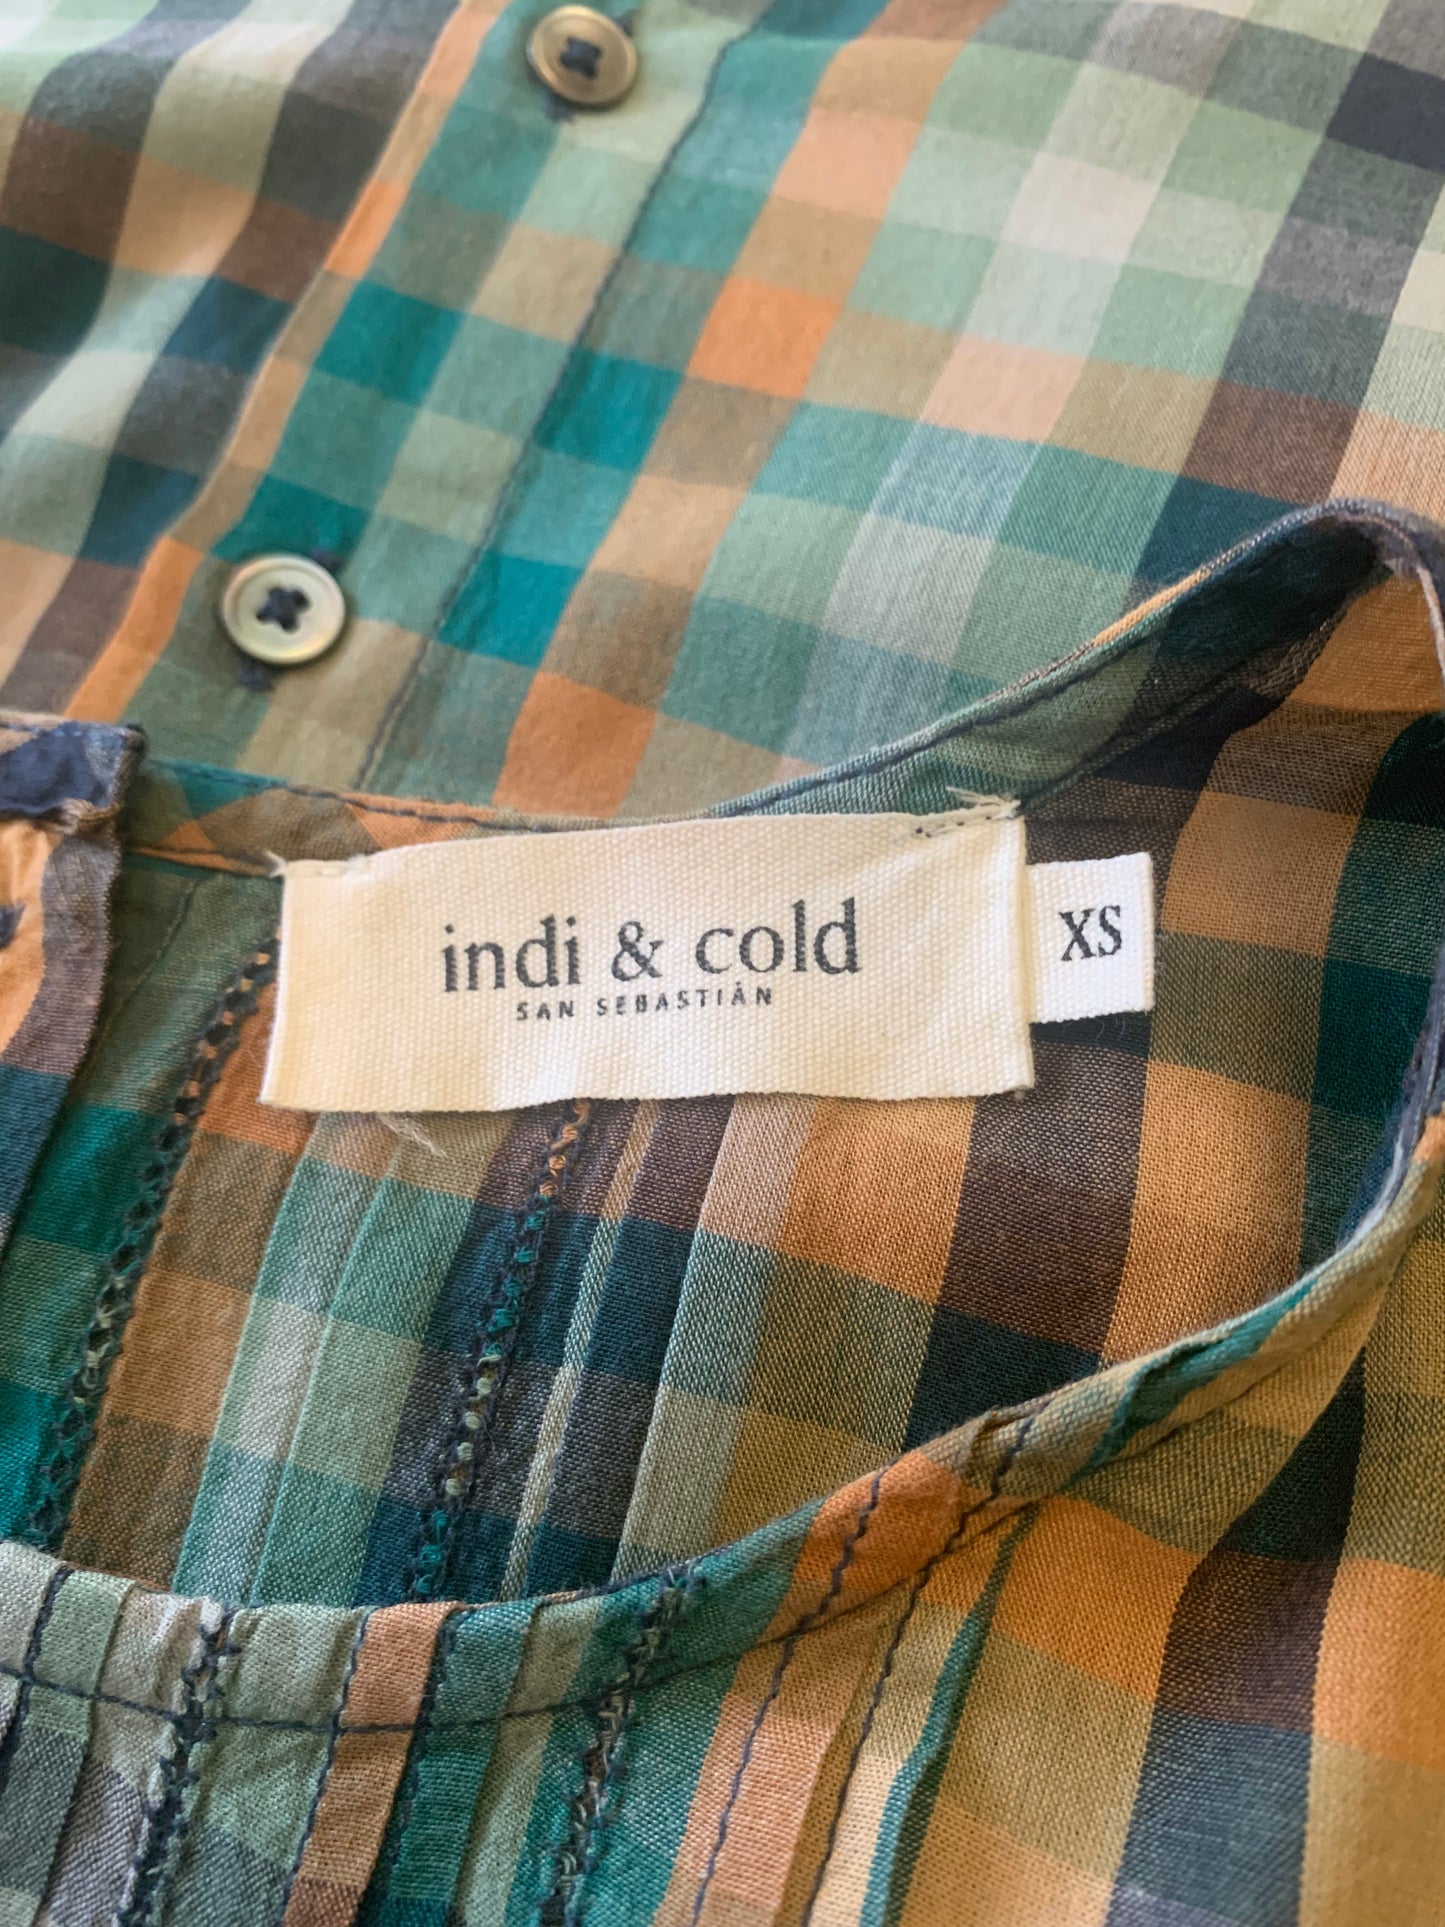 indi & cold
SAN SEBASTIÁN
XS